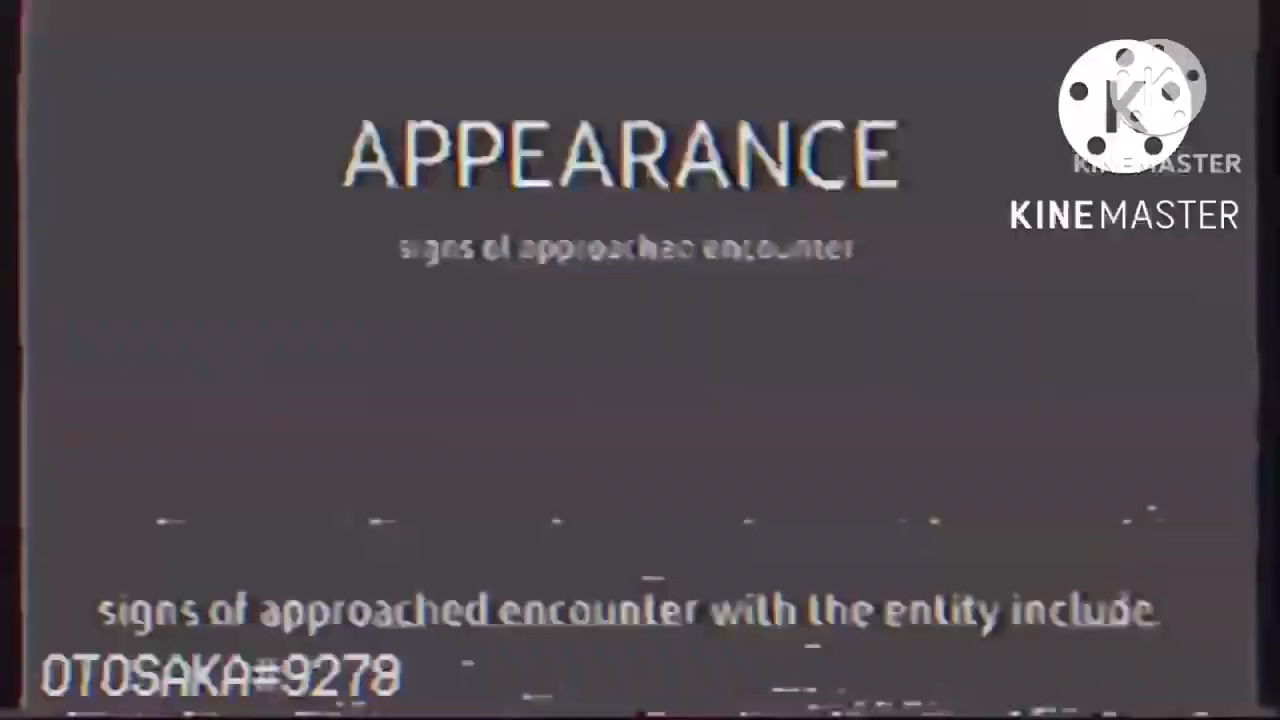 APPEARANCE
KINEMASTER
KINEMASTER
signs of approached encounter
signs of approached encounter with the entity include
OTOSAKA#9278